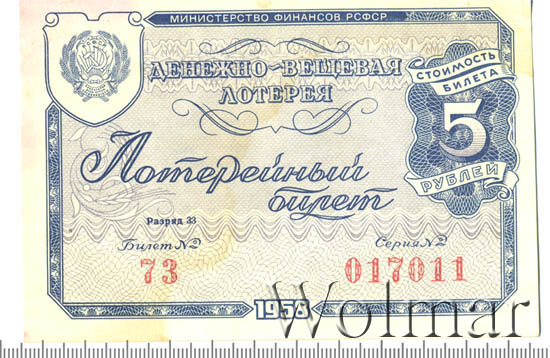 МИНИСТЕРСТВО ФИНАНСОВ РСФСР
ДЕНЕЖНО-ВЕЩЕВАЯ
ЛОТЕРЕЯ
СТОИМОСТЬ
БИЛЕТА
5
РУБЛЕЙ
Лотерейный
билет
Разряд 33
Билет №
73
Серия №
017011
1958
Wolmar